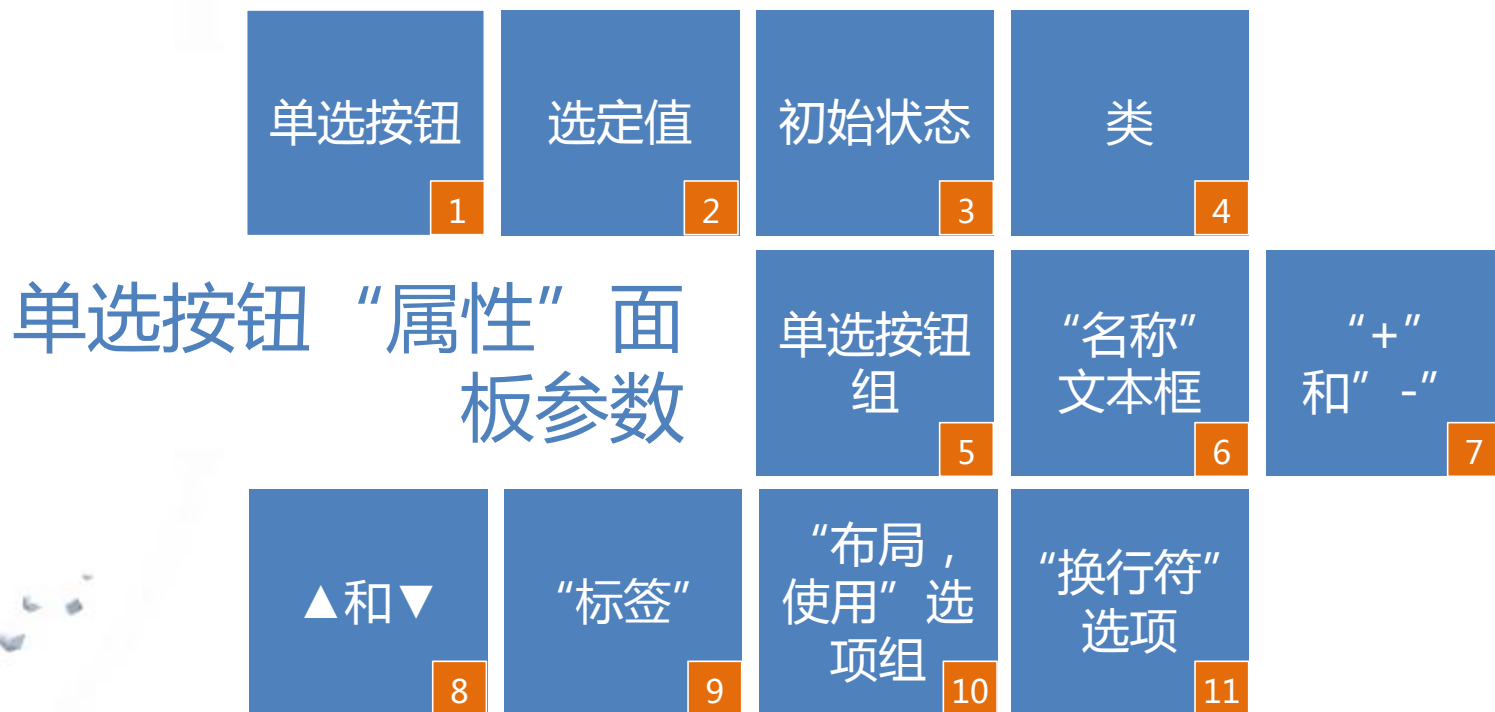 单选按钮
1
选定值
2
初始状态
3
类
4
单选按钮“属性”面
板参数
单选按钮
组
5
“名称”
文本框
6
“+”
和”-”
7
▲和▼
8
“标签”
9
“布局，
使用”选
项组
10
“换行符”
选项
11